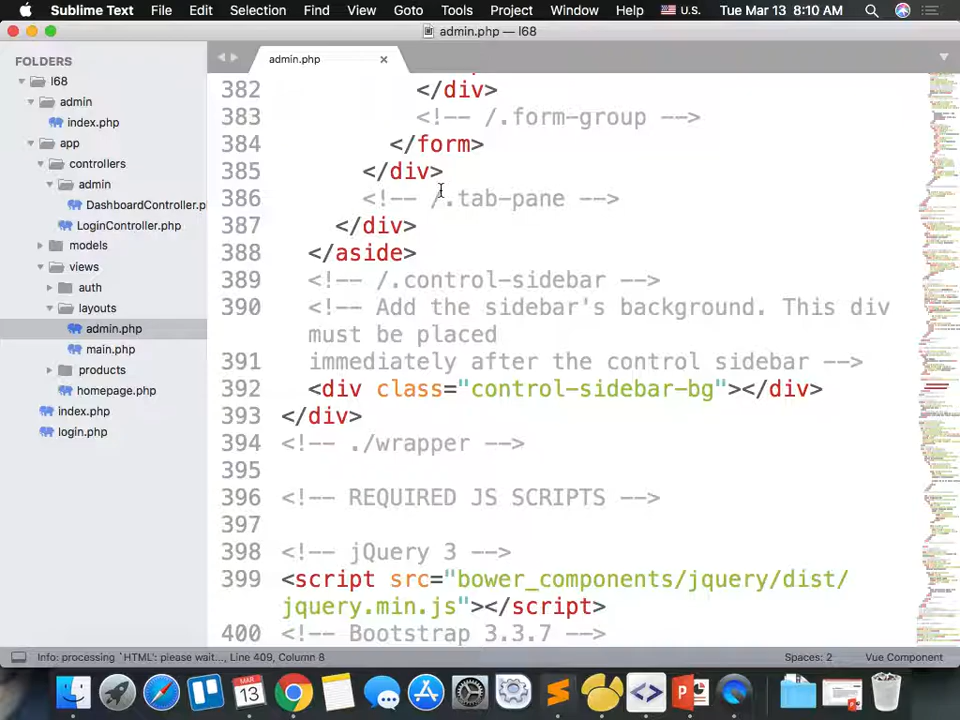 Sublime Text File Edit Selection Find View Goto Tools Project Window Help U.S. Tue Mar 13 8:10 AM
admin.php — l68
FOLDERS
l68
admin
index.php
app
controllers
admin
DashboardController.p
LoginController.php
models
views
auth
layouts
admin.php
main.php
products
homepage.php
index.php
login.php
admin.php ×
382 </div>
383 <!-- /.form-group -->
384 </form>
385 </div>
386 <!-- /.tab-pane -->
387 </div>
388 </aside>
389 <!-- /.control-sidebar -->
390 <!-- Add the sidebar's background. This div
must be placed
391 immediately after the control sidebar -->
392 <div class="control-sidebar-bg"></div>
393 </div>
394 <!-- ./wrapper -->
395
396 <!-- REQUIRED JS SCRIPTS -->
397
398 <!-- jQuery 3 -->
399 <script src="bower_components/jquery/dist/
jquery.min.js"></script>
400 <!-- Bootstrap 3.3.7 -->
Info: processing `HTML': please wait..., Line 409, Column 8 Spaces: 2 Vue Component